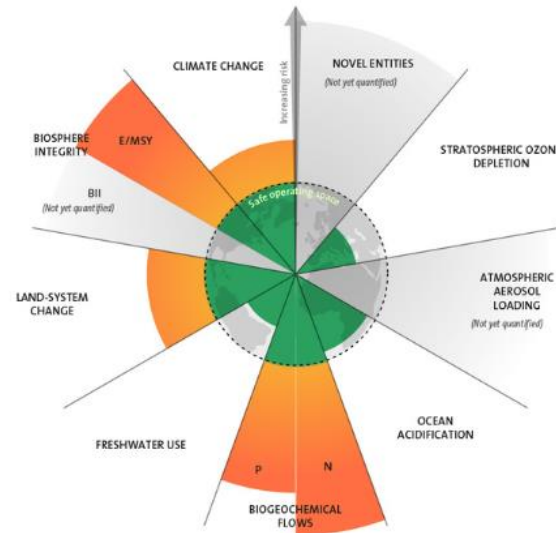 CLIMATE CHANGE
Increasing risk
NOVEL ENTITIES
(Not yet quantified)
STRATOSPHERIC OZON
DEPLETION
ATMOSPHERIC
AEROSOL
LOADING
(Not yet quantified)
OCEAN
ACIDIFICATION
N
P
BIOGEOCHEMICAL
FLOWS
FRESHWATER USE
LAND-SYSTEM
CHANGE
BIOSPHERE
INTEGRITY
E/MSY
BII
(Not yet quantified)
Safe operating space